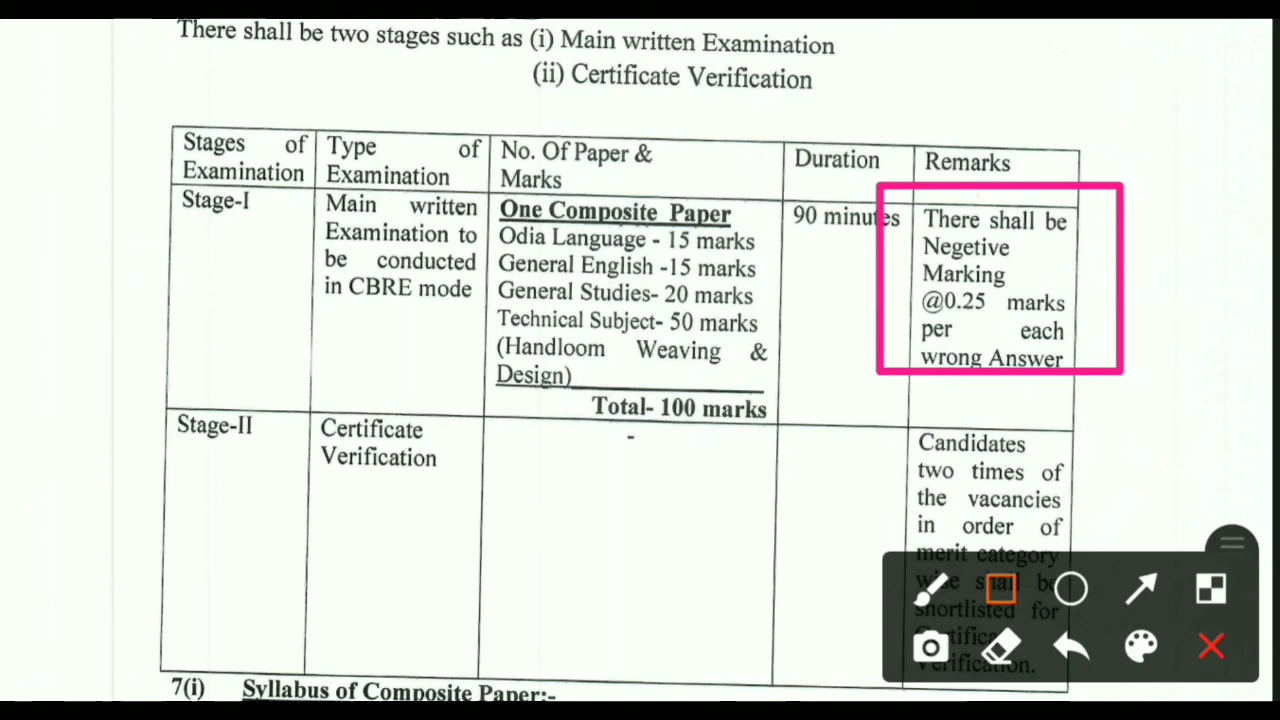 There shall be two stages such as (i) Main written Examination
(ii) Certificate Verification
Stages of
Examination
Type of
Examination
No. Of Paper &
Marks
Duration
Remarks
Stage-I
Main written
Examination to
be conducted
in CBRE mode
One Composite Paper
Odia Language - 15 marks
General English -15 marks
General Studies- 20 marks
Technical Subject- 50 marks
(Handloom Weaving &
Design)
Total- 100 marks
90 minutes
There shall be
Negetive
Marking
@0.25 marks
per each
wrong Answer
Stage-II
Certificate
Verification
-
Candidates
two times of
the vacancies
in order of
merit category
wise shall be
shortlisted for
Verification.
7(i) Syllabus of Composite Paper:-